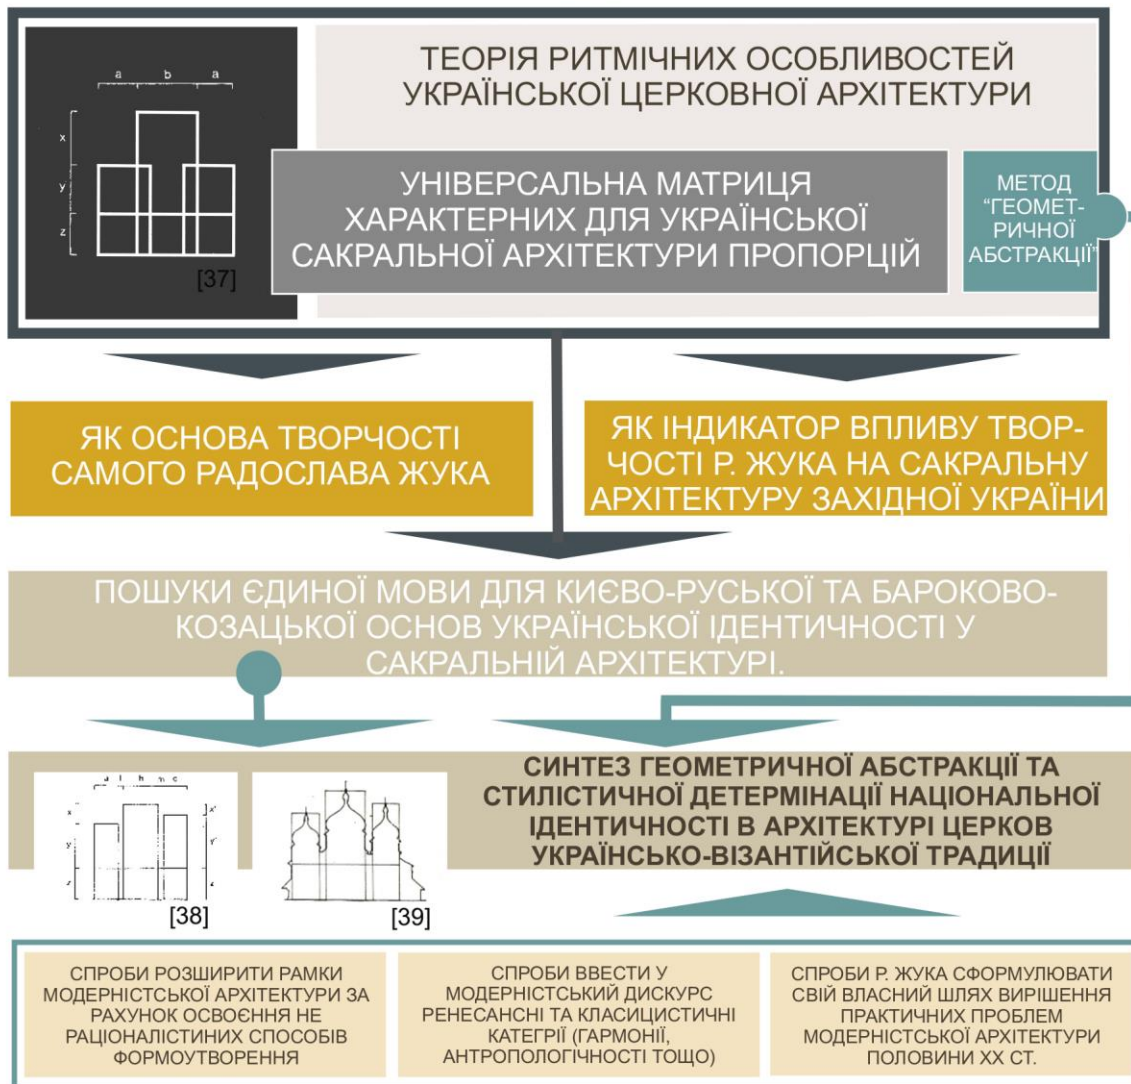 ТЕОРІЯ РИТМІЧНИХ ОСОБЛИВОСТЕЙ
УКРАЇНСЬКОЇ ЦЕРКОВНОЇ АРХІТЕКТУРИ
a b a
x
y
z
[37]
УНІВЕРСАЛЬНА МАТРИЦЯ
ХАРАКТЕРНИХ ДЛЯ УКРАЇНСЬКОЇ
САКРАЛЬНОЇ АРХІТЕКТУРИ ПРОПОРЦІЙ
МЕТОД
“ГЕОМЕТ-
РИЧНОЇ
АБСТРАКЦІЇ”
ЯК ОСНОВА ТВОРЧОСТІ
САМОГО РАДОСЛАВА ЖУКА
ЯК ІНДИКАТОР ВПЛИВУ ТВОР-
ЧОСТІ Р. ЖУКА НА САКРАЛЬНУ
АРХІТЕКТУРУ ЗАХІДНОЇ УКРАЇНИ
ПОШУКИ ЄДИНОЇ МОВИ ДЛЯ КИЄВО-РУСЬКОЇ ТА БАРОКОВО-
КОЗАЦЬКОЇ ОСНОВ УКРАЇНСЬКОЇ ІДЕНТИЧНОСТІ У
САКРАЛЬНІЙ АРХІТЕКТУРІ.
[38]
[39]
СИНТЕЗ ГЕОМЕТРИЧНОЇ АБСТРАКЦІЇ ТА
СТИЛІСТИЧНОЇ ДЕТЕРМІНАЦІЇ НАЦІОНАЛЬНОЇ
ІДЕНТИЧНОСТІ В АРХІТЕКТУРІ ЦЕРКОВ
УКРАЇНСЬКО-ВІЗАНТІЙСЬКОЇ ТРАДИЦІЇ
СПРОБИ РОЗШИРИТИ РАМКИ
МОДЕРНІСТСЬКОЇ АРХІТЕКТУРИ ЗА
РАХУНОК ОСВОЄННЯ НЕ
РАЦІОНАЛІСТИНИХ СПОСОБІВ
ФОРМОУТВОРЕННЯ
СПРОБИ ВВЕСТИ У
МОДЕРНІСТСЬКИЙ ДИСКУРС
РЕНЕСАНСНІ ТА КЛАСИЦИСТИЧНІ
КАТЕГРІЇ (ГАРМОНІЇ,
АНТРОПОЛОГІЧНОСТІ ТОЩО)
СПРОБИ Р. ЖУКА СФОРМУЛЮВАТИ
СВІЙ ВЛАСНИЙ ШЛЯХ ВИРІШЕННЯ
ПРАКТИЧНИХ ПРОБЛЕМ
МОДЕРНІСТСЬКОЇ АРХІТЕКТУРИ
ПОЛОВИНИ ХХ СТ.